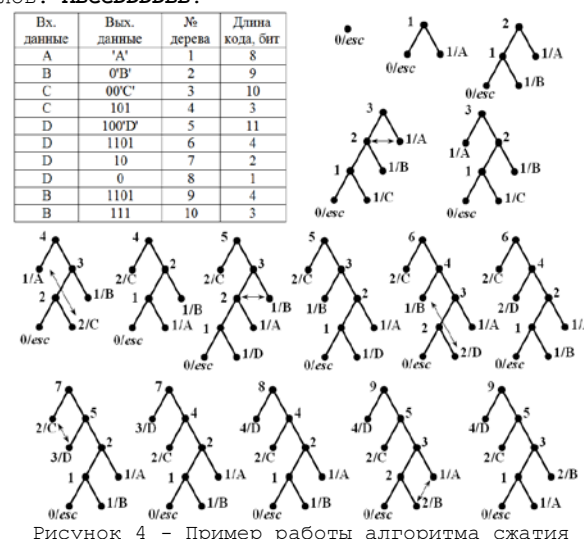 ABCCDDDDBB.
Вх. данные Вых. данные № дерева Длина кода, бит
A 'A' 1 8
B 0'B' 2 9
C 00'C' 3 10
C 101 4 3
D 100'D' 5 11
D 1101 6 4
D 10 7 2
D 0 8 1
B 1101 9 4
B 111 10 3
0/esc
1
1/A
0/esc
2
1
1/A
1/B
0/esc
3
2
1/A
1
1/B
1/C
0/esc
3
2
1/A
1
1/B
1/C
0/esc
4
3
1/A
2
1/B
2/C
0/esc
4
2
2/C
1
1/B
1/A
0/esc
5
3
2/C
2
1/B
1
1/A
1/D
0/esc
5
3
2/C
1/B
2
1
1/A
1/D
0/esc
6
4
2/C
1/B
3
2
1/A
2/D
0/esc
6
4
2/C
2/D
2
1
1/A
1/B
0/esc
7
5
2/C
3/D
2
1
1/A
1/B
0/esc
7
4
3/D
2/C
2
1
1/A
1/B
0/esc
8
4
4/D
2/C
2
1
1/A
1/B
0/esc
9
5
4/D
2/C
3
2
1/A
2/B
0/esc
9
5
4/D
2/C
3
2/B
1
1/A
0/esc
Рисунок 4 – Пример работы алгоритма сжатия